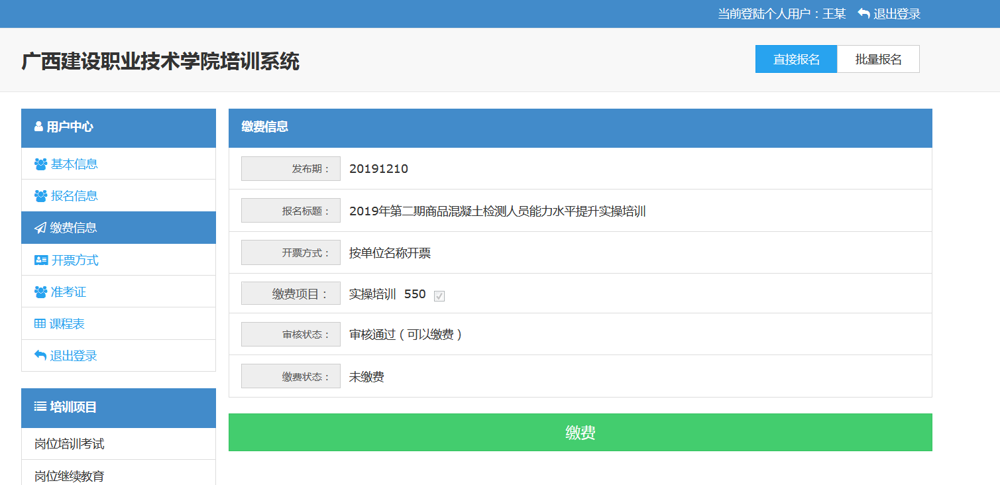 当前登陆个人用户：王某 退出登录
广西建设职业技术学院培训系统
直接报名 批量报名
用户中心
基本信息
报名信息
缴费信息
开票方式
准考证
课程表
退出登录
培训项目
岗位培训考试
岗位继续教育
缴费信息
发布期： 20191210
报名标题： 2019年第二期商品混凝土检测人员能力水平提升实操培训
开票方式： 按单位名称开票
缴费项目： 实操培训 550
审核状态： 审核通过（可以缴费）
缴费状态： 未缴费
缴费